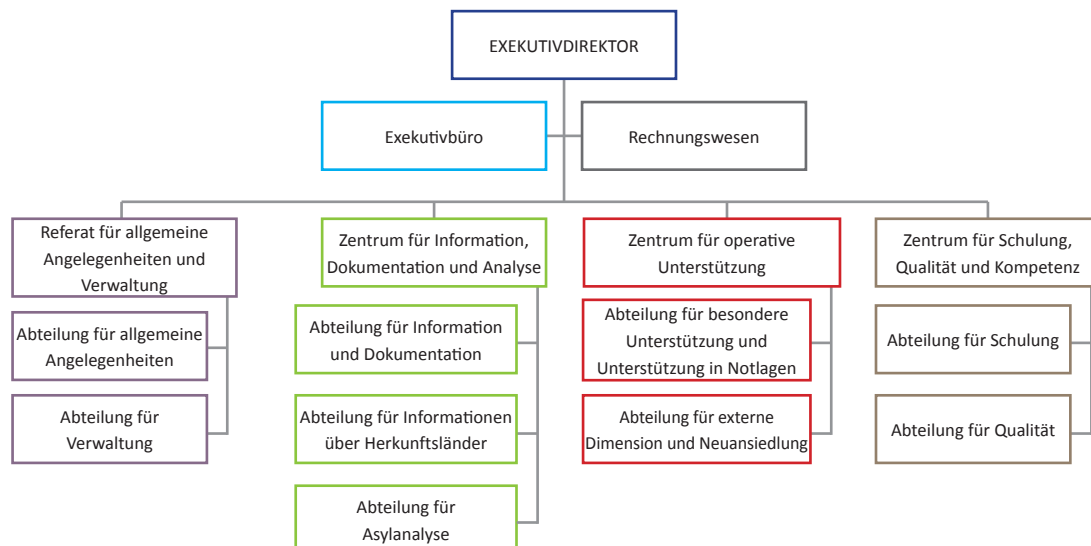 EXEKUTIVDIREKTOR
Exekutivbüro
Rechnungswesen
Referat für allgemeine
Angelegenheiten und
Verwaltung
Abteilung für allgemeine
Angelegenheiten
Abteilung für
Verwaltung
Zentrum für Information,
Dokumentation und Analyse
Abteilung für Information
und Dokumentation
Abteilung für Informationen
über Herkunftsländer
Abteilung für
Asylanalyse
Zentrum für operative
Unterstützung
Abteilung für besondere
Unterstützung und
Unterstützung in Notlagen
Abteilung für externe
Dimension und Neuansiedlung
Zentrum für Schulung,
Qualität und Kompetenz
Abteilung für Schulung
Abteilung für Qualität